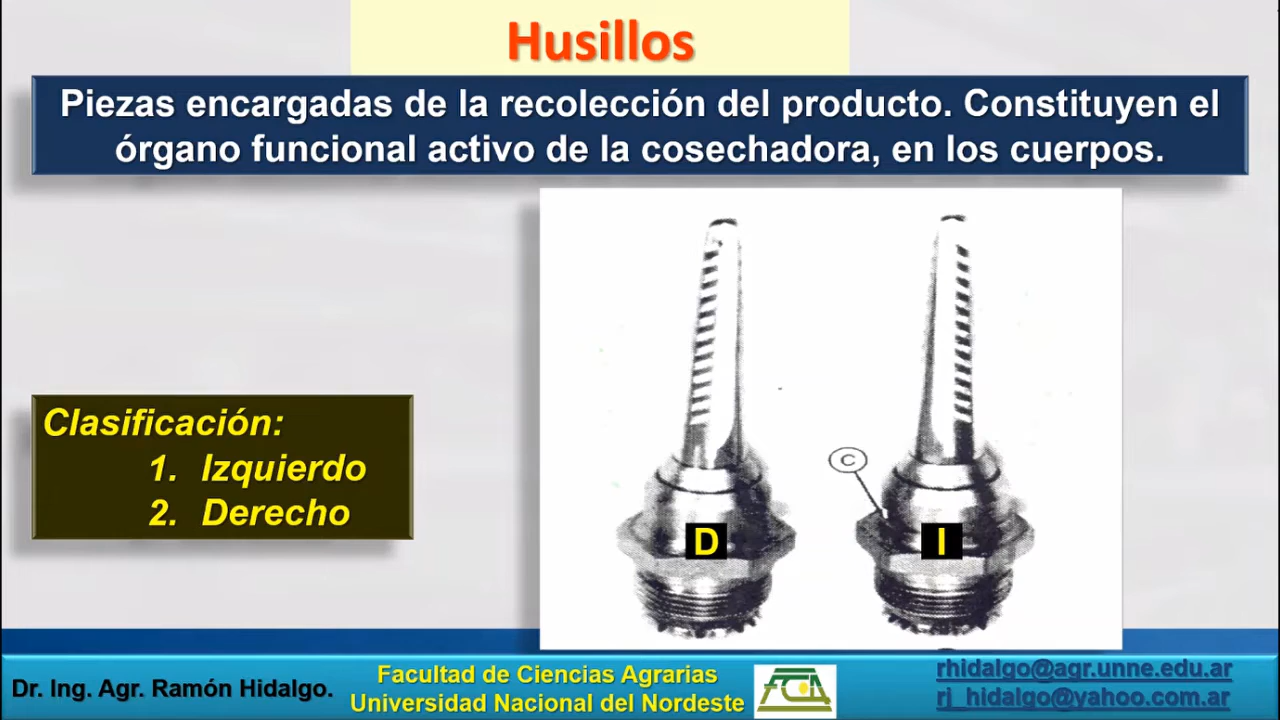 Husillos
Piezas encargadas de la recolección del producto. Constituyen el
órgano funcional activo de la cosechadora, en los cuerpos.
Clasificación:
1. Izquierdo
2. Derecho
C
D
I
Dr. Ing. Agr. Ramón Hidalgo.
Facultad de Ciencias Agrarias
Universidad Nacional del Nordeste
FCA
rhidalgo@agr.unne.edu.ar
rj_hidalgo@yahoo.com.ar